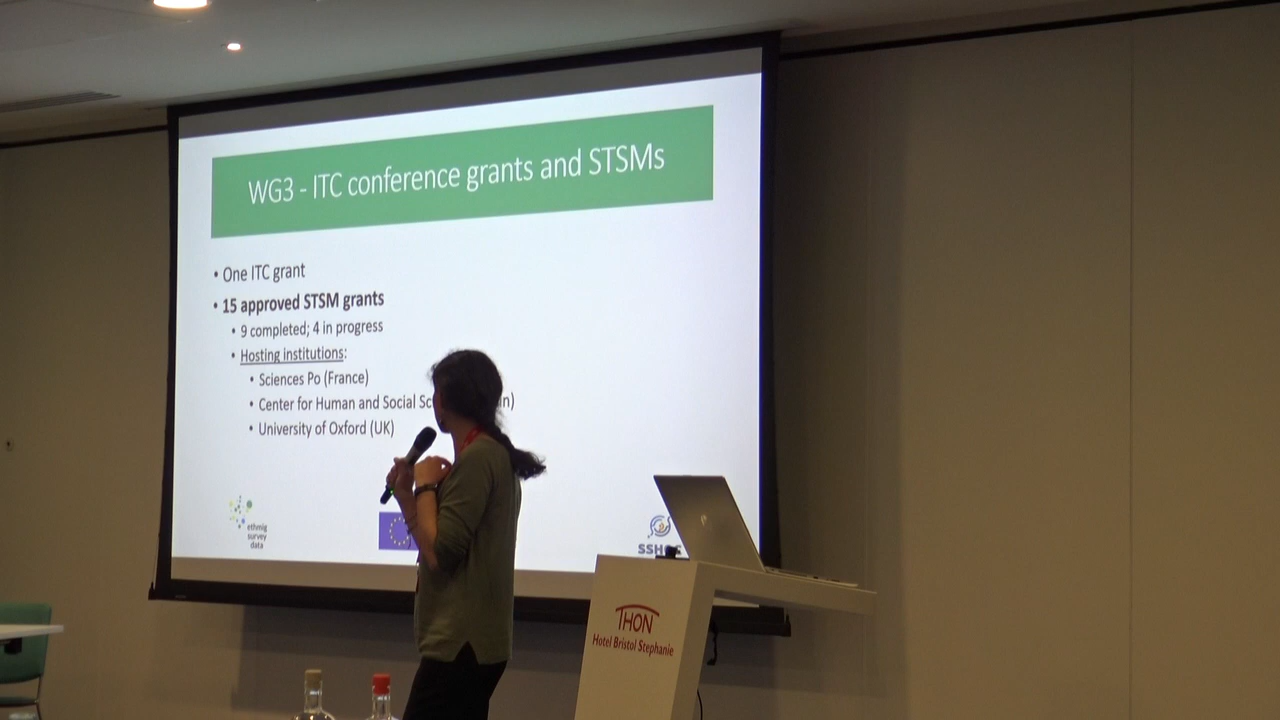 WG3 - ITC conference grants and STSMs
• One ITC grant
• 15 approved STSM grants
• 9 completed; 4 in progress
• Hosting institutions:
• Sciences Po (France)
• Center for Human and Social
• University of Oxford (UK)
ethmig
survey
data
THON
Hotel Bristol Stephanie